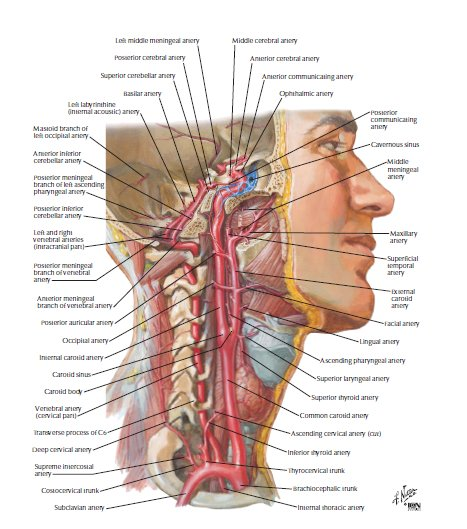 Left middle meningeal artery
Posterior cerebral artery
Superior cerebellar artery
Basilar artery
Left labyrinthine
(internal acoustic) artery
Mastoid branch of
left occipital artery
Anterior inferior
cerebellar artery
Posterior meningeal
branch of left ascending
pharyngeal artery
Posterior inferior
cerebellar artery
Left and right
vertebral arteries
(intracranial part)
Posterior meningeal
branch of vertebral
artery
Anterior meningeal
branch of vertebral artery
Posterior auricular artery
Occipital artery
Internal carotid artery
Carotid sinus
Carotid body
Vertebral artery
(cervical part)
Transverse process of C6
Deep cervical artery
Supreme intercostal
artery
Costocervical trunk
Subclavian artery
Middle cerebral artery
Anterior cerebral artery
Anterior communicating artery
Ophthalmic artery
Posterior
communicating
artery
Cavernous sinus
Middle
meningeal
artery
Maxillary
artery
Superficial
temporal
artery
External
carotid
artery
Facial artery
Lingual artery
Ascending pharyngeal artery
Superior laryngeal artery
Superior thyroid artery
Common carotid artery
Ascending cervical artery (cut)
Inferior thyroid artery
Thyrocervical trunk
Brachiocephalic trunk
Internal thoracic artery